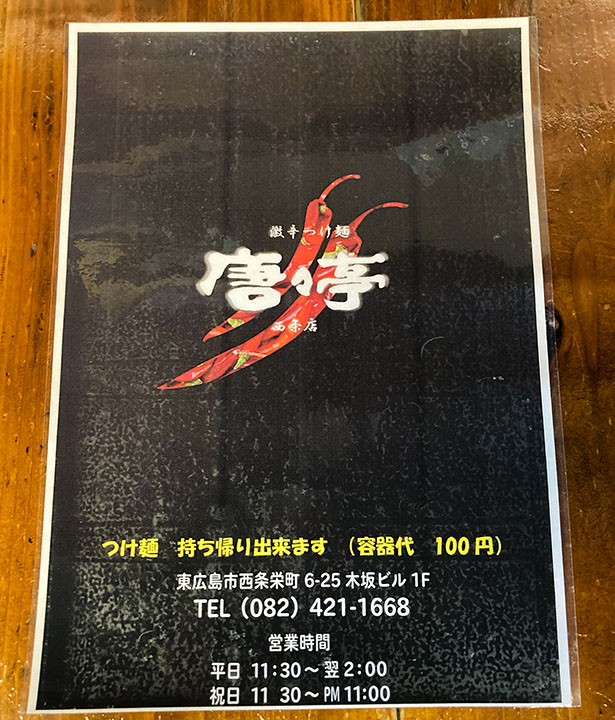 激辛つけ麺
唐々亭
西条店
つけ麺 持ち帰り出来ます （容器代 100円）
東広島市西条栄町 6-25 木坂ビル 1F
TEL（082）421-1668
営業時間
平日 11：30～翌2：00
祝日 11 30～PM11:00